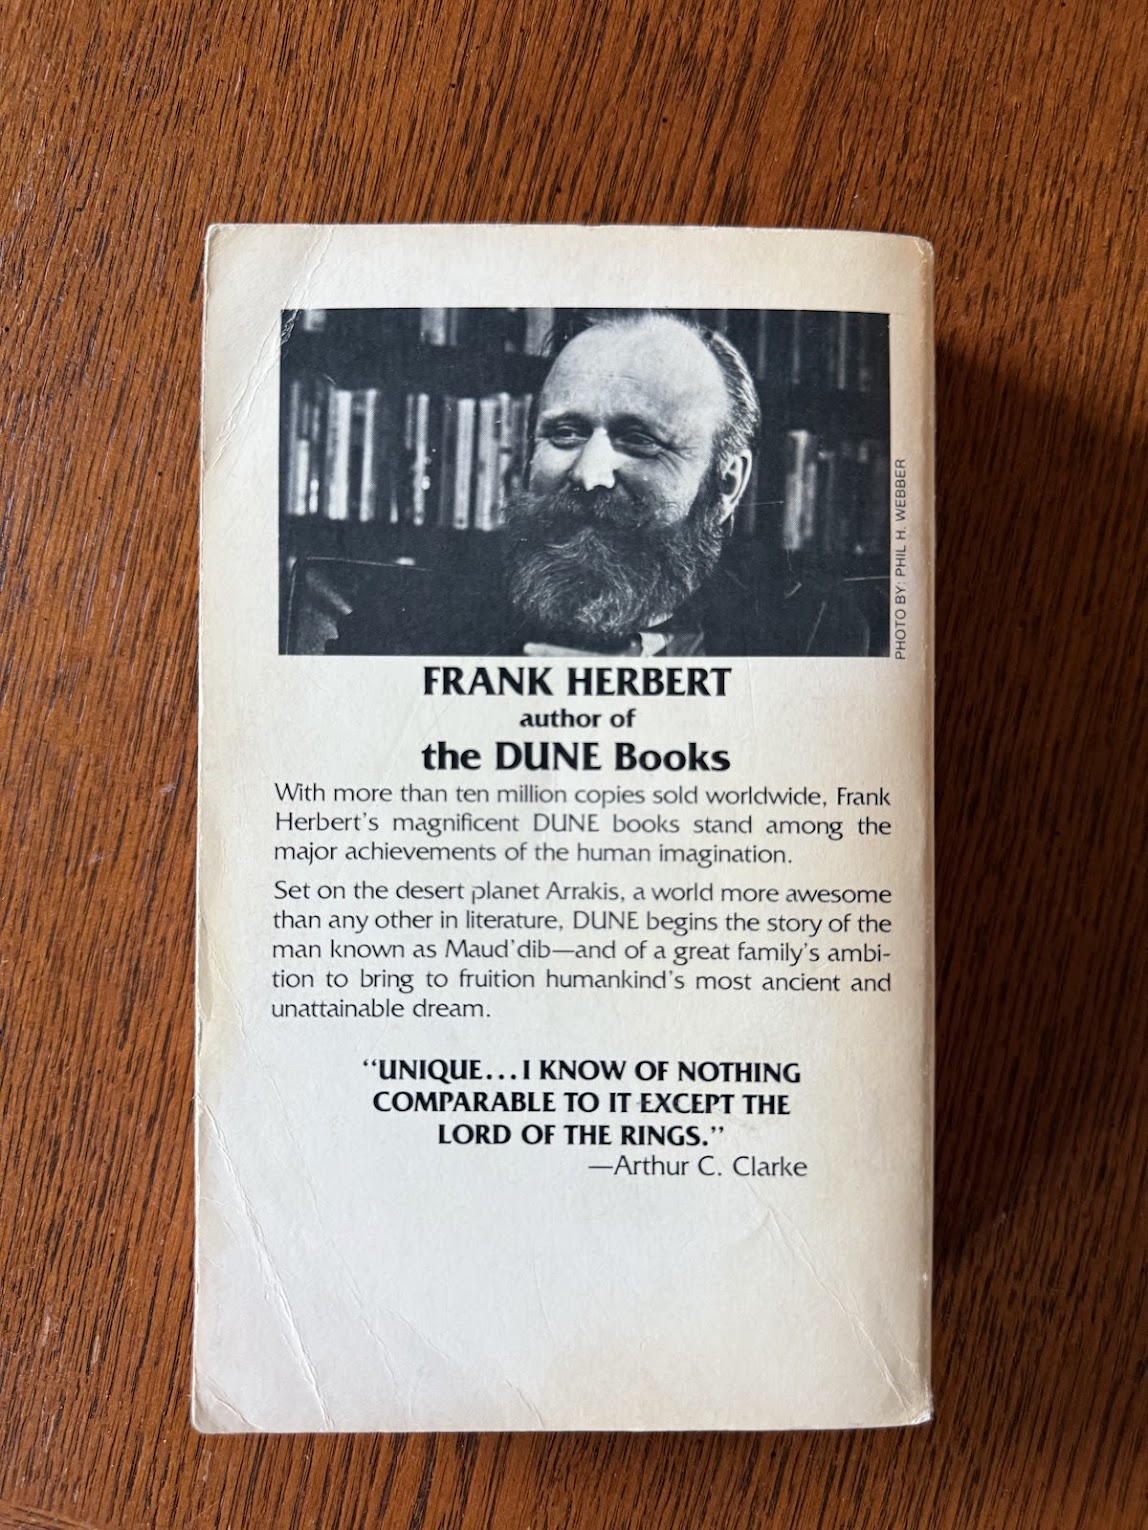 PHOTO BY: PHIL H. WEBBER
FRANK HERBERT
author of
the DUNE Books
With more than ten million copies sold worldwide, Frank
Herbert's magnificent DUNE books stand among the
major achievements of the human imagination.
Set on the desert planet Arrakis, a world more awesome
than any other in literature, DUNE begins the story of the
man known as Maud'dib—and of a great family's ambi-
tion to bring to fruition humankind's most ancient and
unattainable dream.
"UNIQUE...I KNOW OF NOTHING
COMPARABLE TO IT EXCEPT THE
LORD OF THE RINGS."
—Arthur C. Clarke